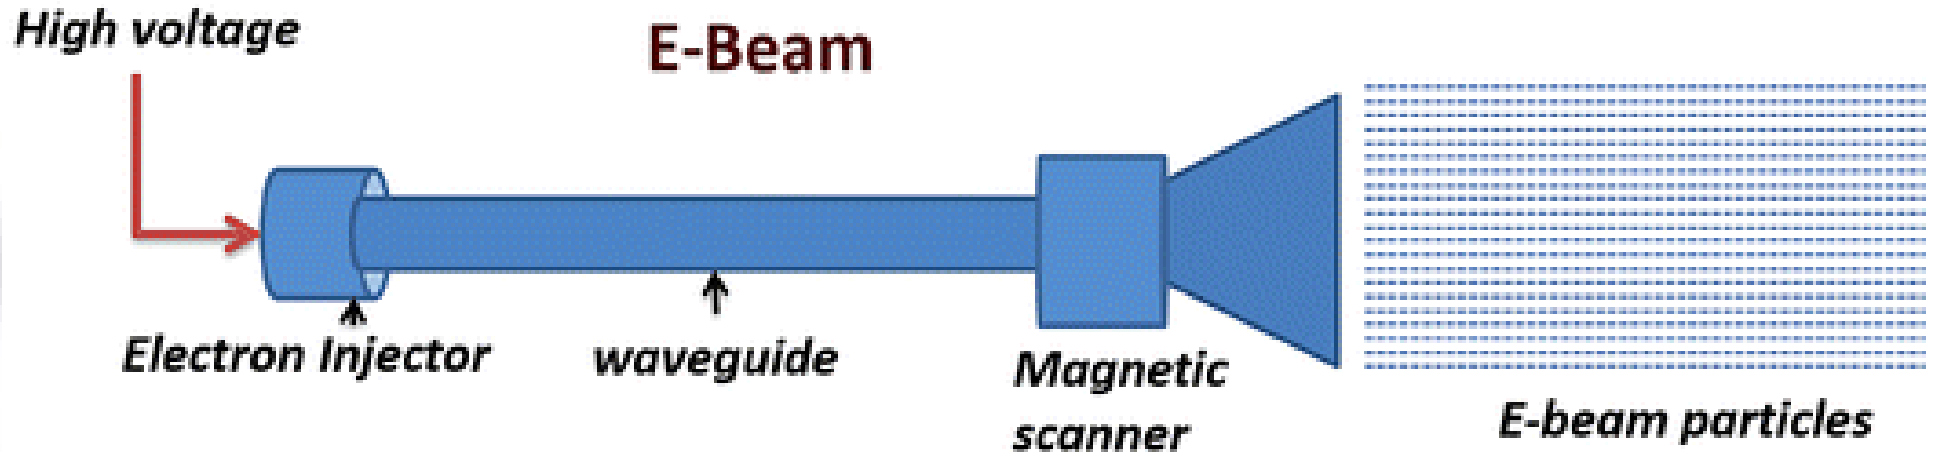 High voltage
E-Beam
Electron Injector
waveguide
Magnetic
scanner
E-beam particles